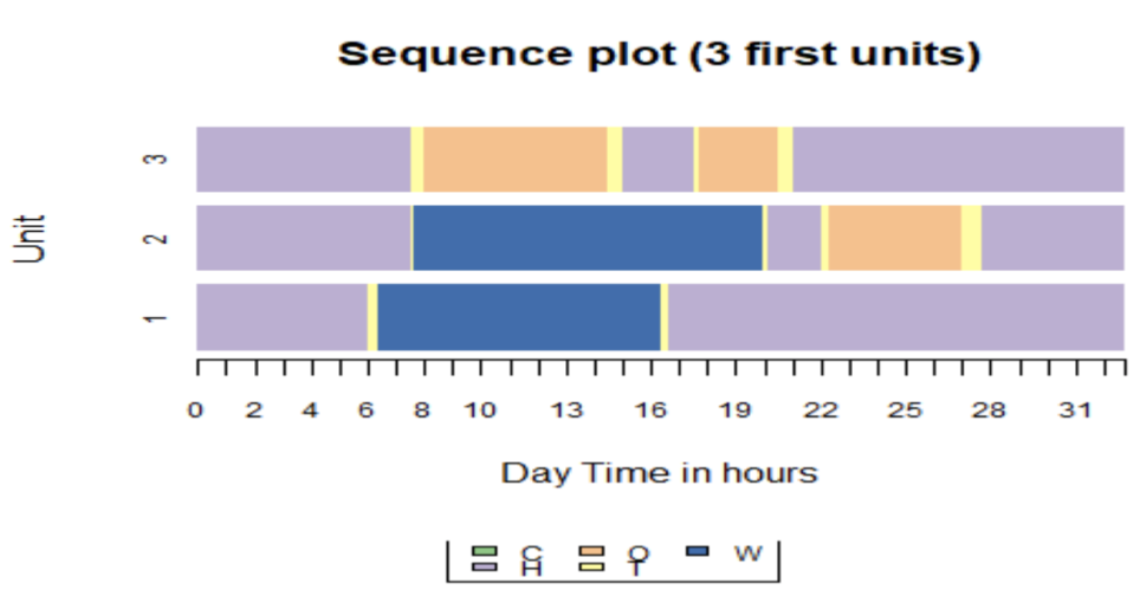 Sequence plot (3 first units)
Unit
3
2
1
0 2 4 6 8 10 13 16 19 22 25 28 31
Day Time in hours
C O W
H T